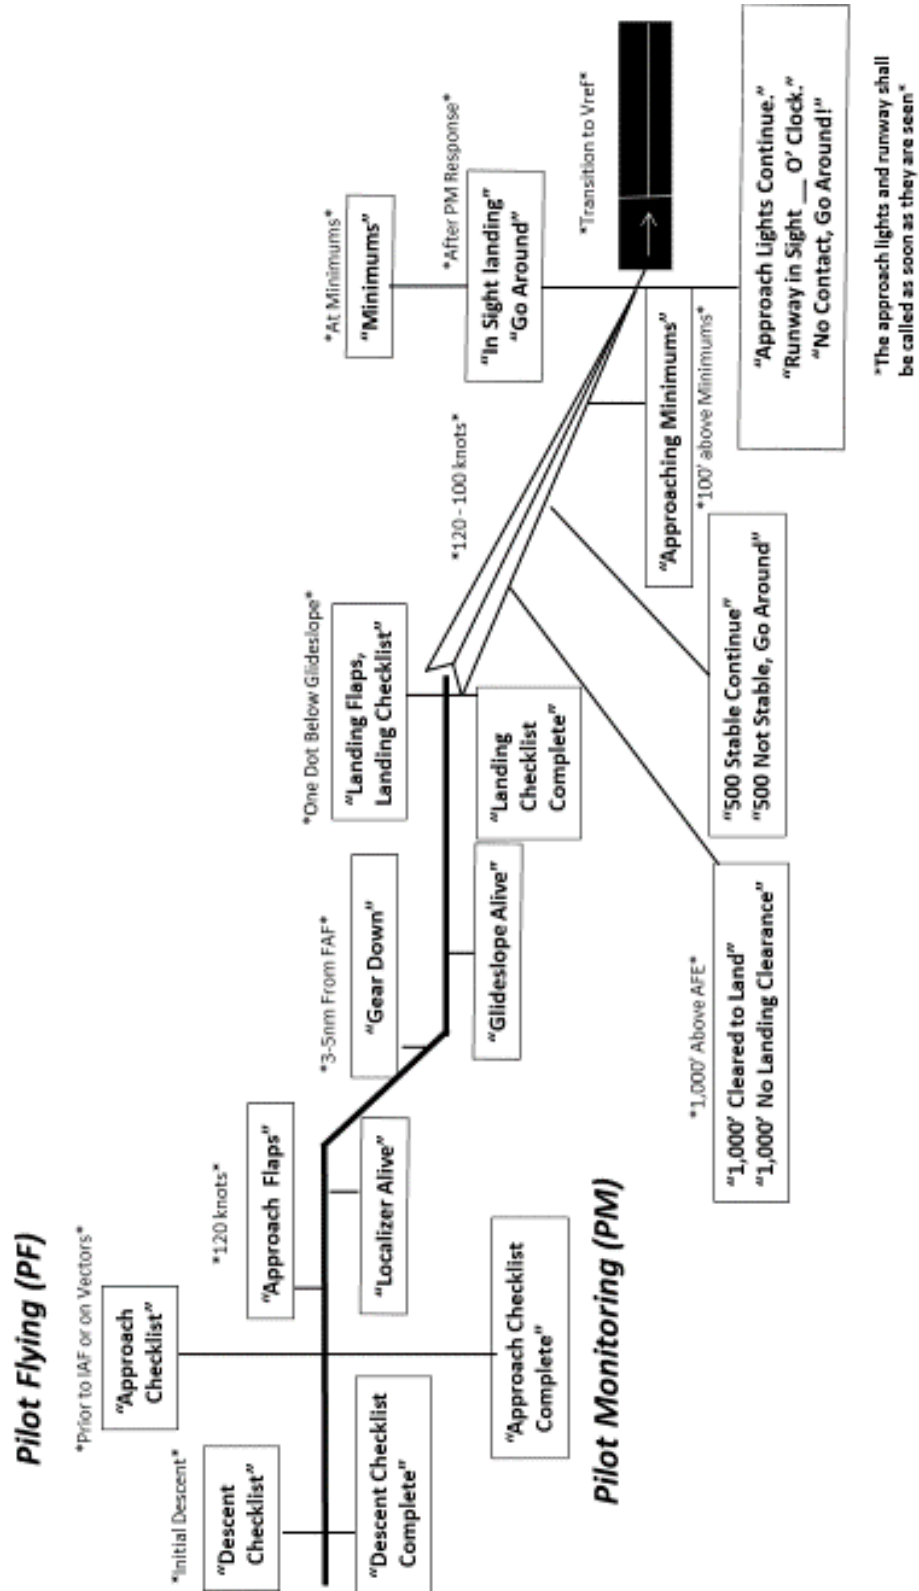 Pilot Flying (PF)
*Initial Descent*
"Descent
Checklist"
*Prior to IAF or on Vectors*
"Approach
Checklist"
*120 knots*
"Approach Flaps"
*3-5nm From FAF*
"Gear Down"
*One Dot Below Glideslope*
"Landing Flaps,
Landing Checklist"
*120 - 100 knots*
*At Minimums*
"Minimums"
*After PM Response*
"In Sight landing"
"Go Around"
*Transition to Vref*
"Descent Checklist
Complete"
"Approach Checklist
Complete"
"Localizer Alive"
"Glideslope Alive"
"Landing
Checklist
Complete"
Pilot Monitoring (PM)
*1,000' Above AFE*
"1,000' Cleared to Land"
"1,000' No Landing Clearance"
"500 Stable Continue"
"500 Not Stable, Go Around"
"Approaching Minimums"
*100' above Minimums*
"Approach Lights Continue."
"Runway in Sight __ O' Clock."
"No Contact, Go Around!"
*The approach lights and runway shall
be called as soon as they are seen*